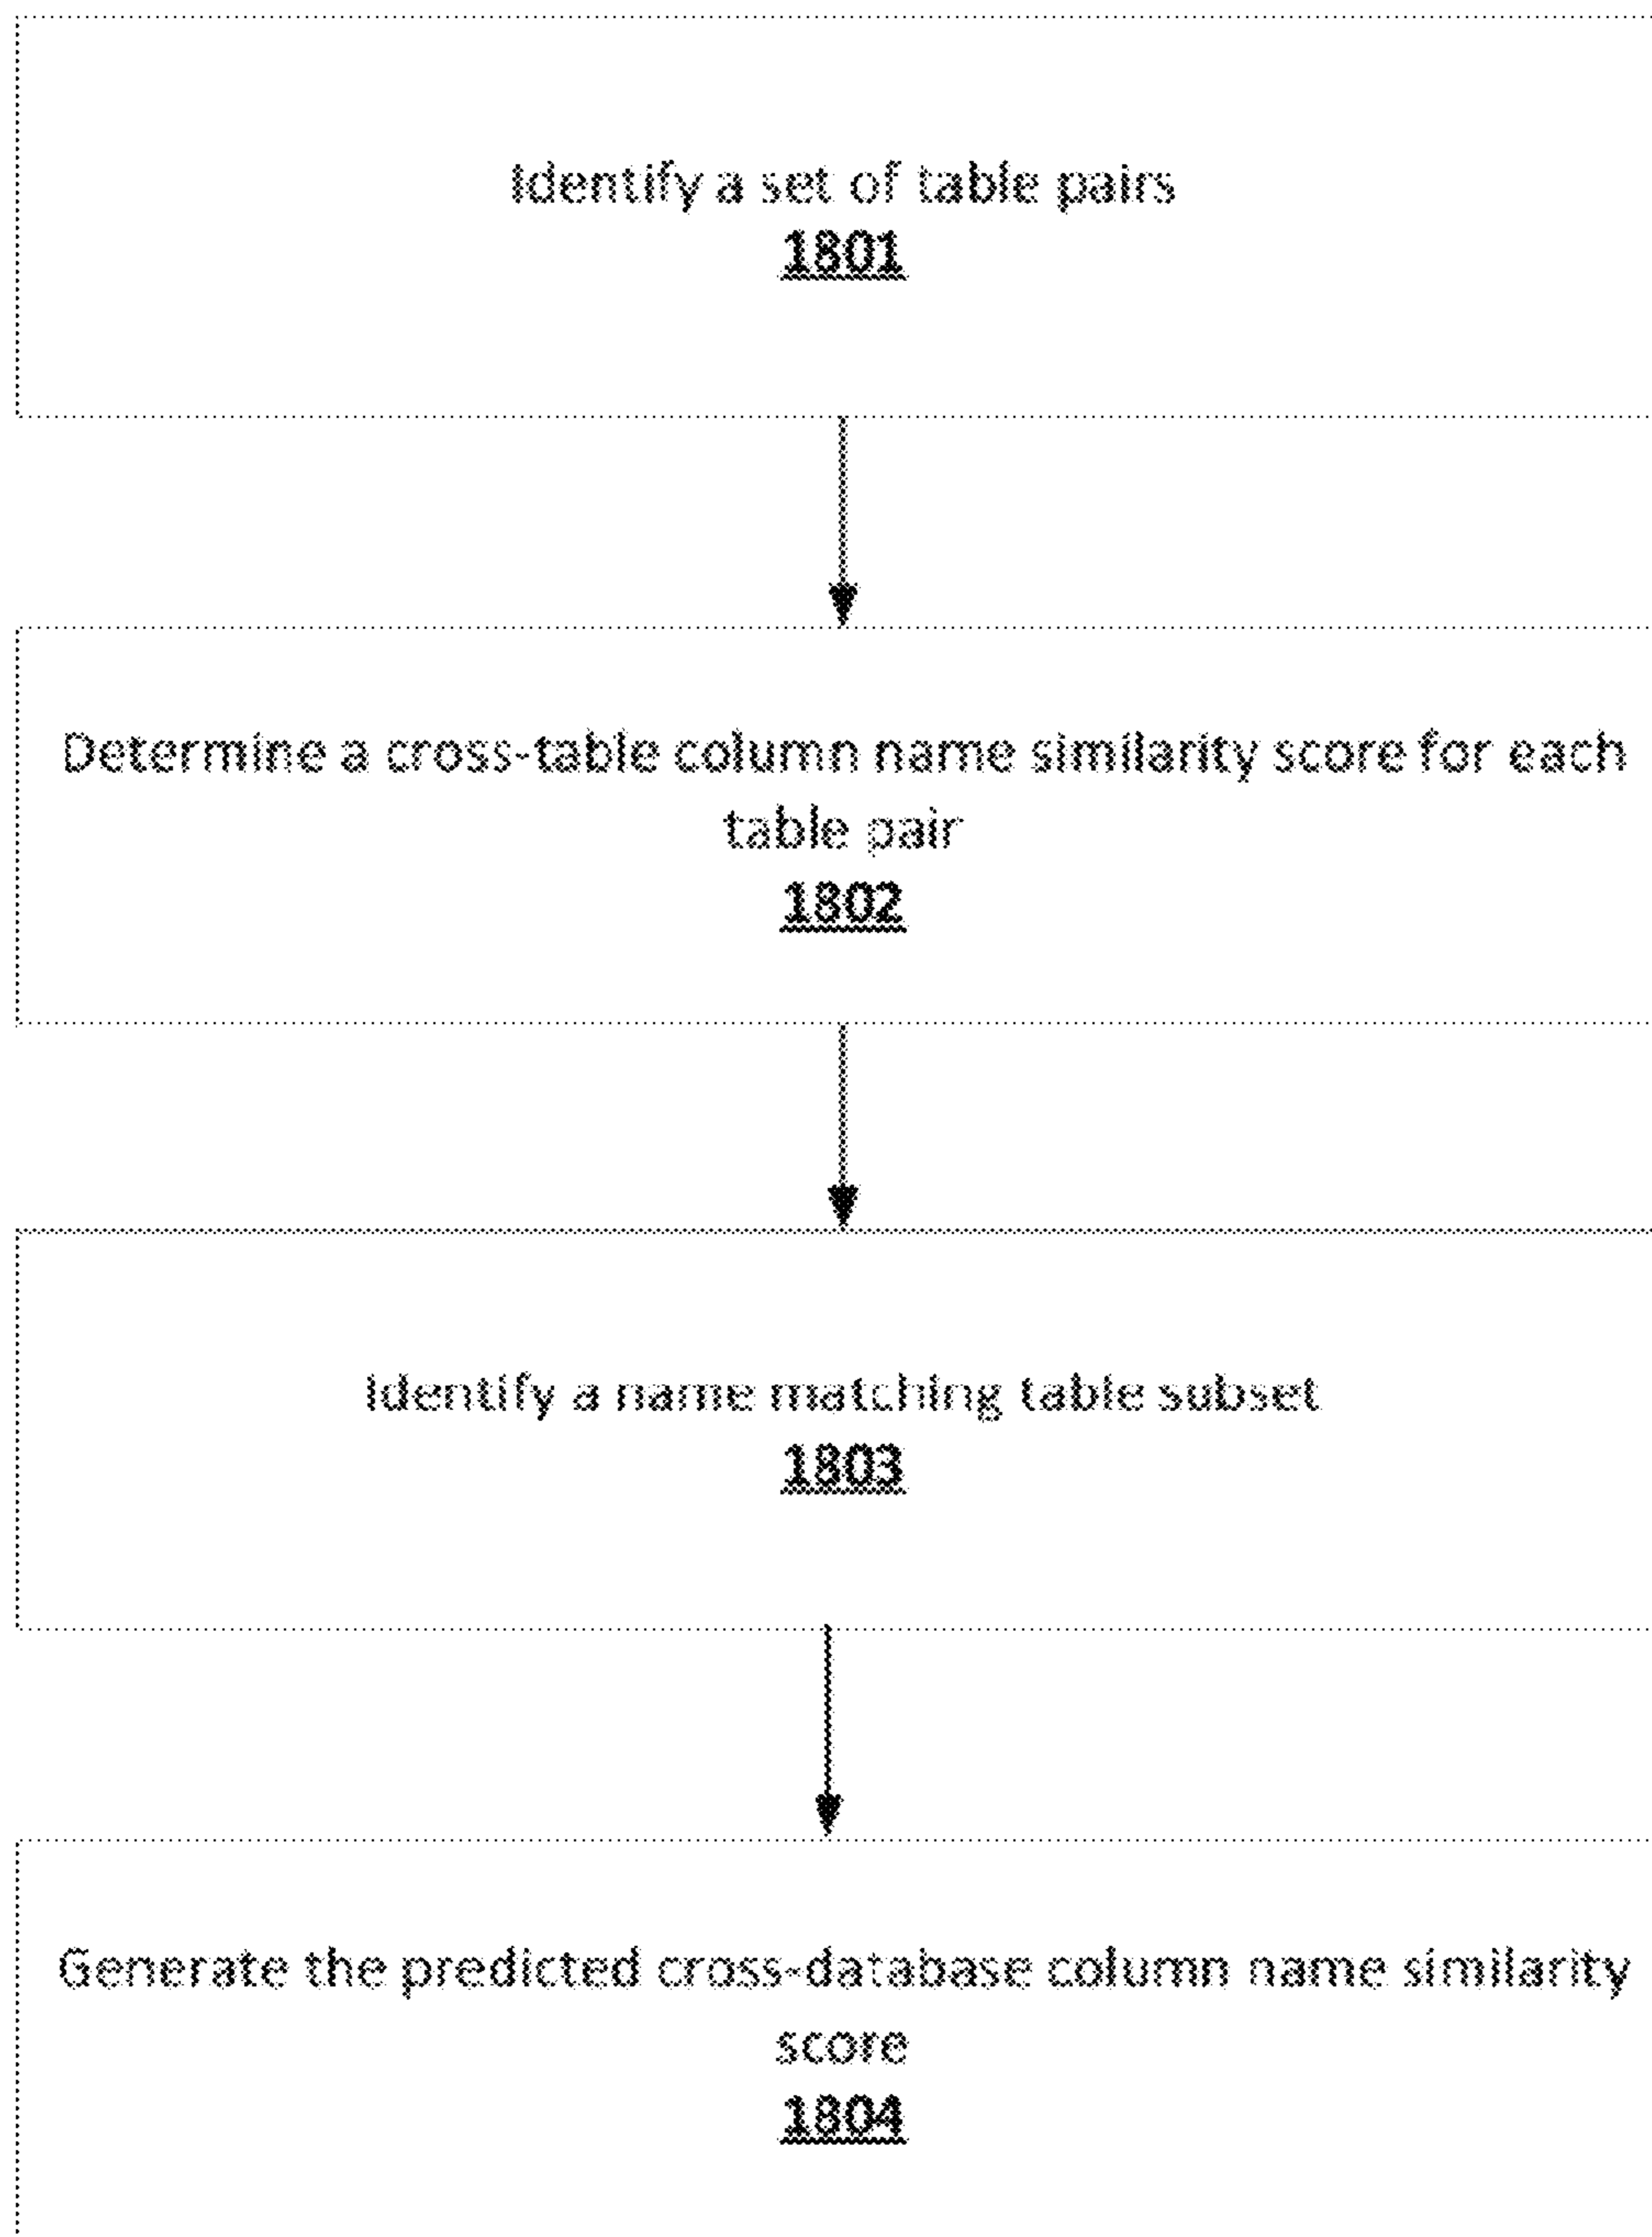 Identify a set of table pairs
1801
Determine a cross-table column name similarity score for each
table pair
1802
Identify a name matching table subset
1803
Generate the predicted cross-database column name similarity
score
1804